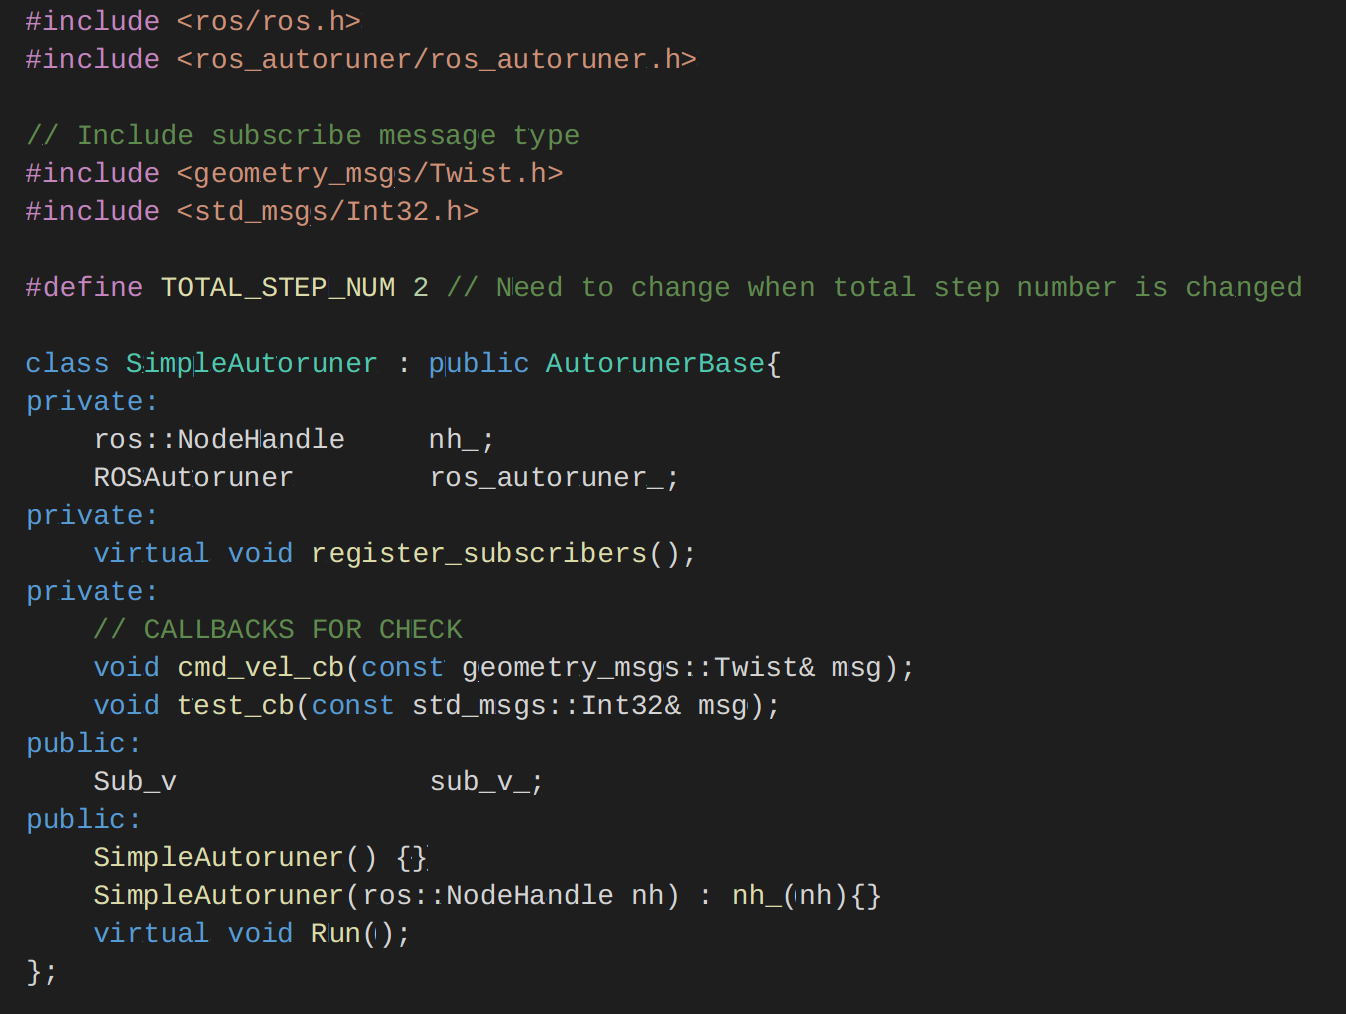 #include <ros/ros.h>
#include <ros_autoruner/ros_autoruner.h>

// Include subscribe message type
#include <geometry_msgs/Twist.h>
#include <std_msgs/Int32.h>

#define TOTAL_STEP_NUM 2 // Need to change when total step number is changed

class SimpleAutoruner : public AutorunerBase{
private:
    ros::NodeHandle     nh_;
    ROSAutoruner        ros_autoruner_;
private:
    virtual void register_subscribers();
private:
    // CALLBACKS FOR CHECK
    void cmd_vel_cb(const geometry_msgs::Twist& msg);
    void test_cb(const std_msgs::Int32& msg);
public:
    Sub_v               sub_v_;
public:
    SimpleAutoruner() {}
    SimpleAutoruner(ros::NodeHandle nh) : nh_(nh){}
    virtual void Run();
};